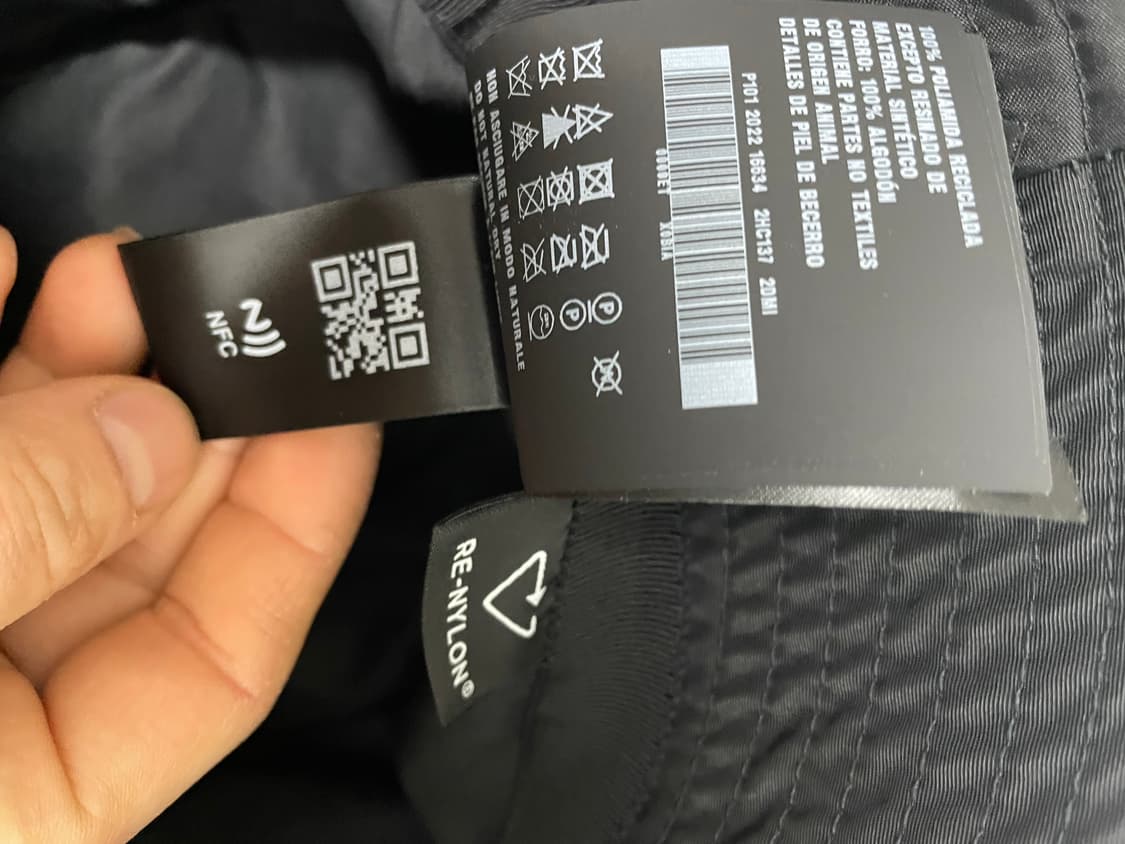 100% POLIAMIDA RECICLADA
EXCEPTO RESINADO DE
MATERIAL SINTÉTICO
FORRO: 100% ALGODÓN
CONTIENE PARTES NO TEXTILES
DE ORIGEN ANIMAL
DETALLES DE PIEL DE BECERRO
P101 2022 16634 2HC137 2DMI
P
P
NON ASCIUGARE IN MODO NATURALE
DO NOT NATURAL DRY
NFC
RE-NYLON®